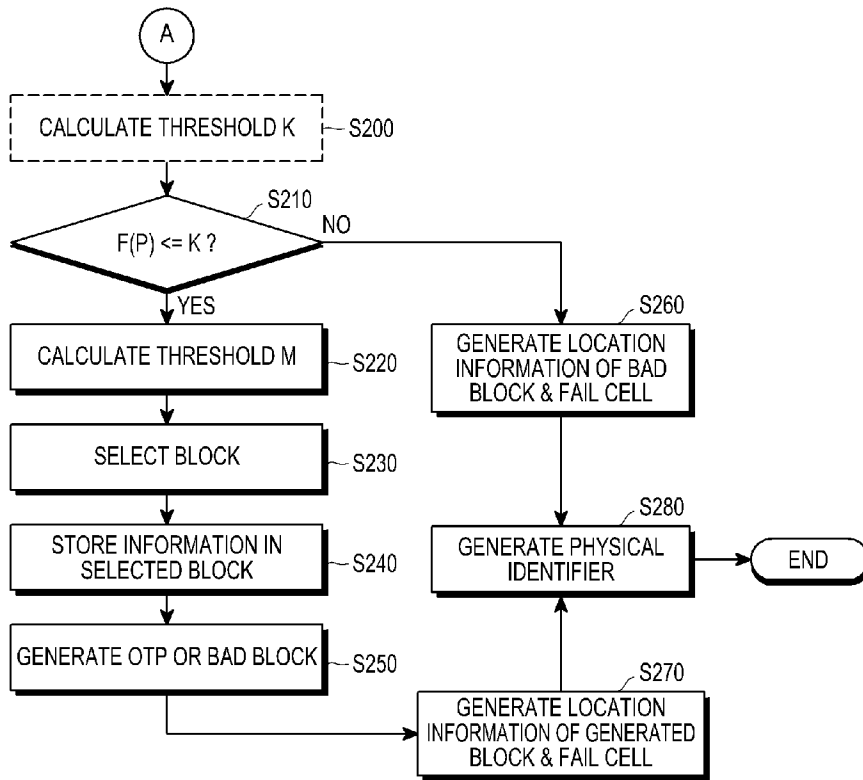 A
CALCULATE THRESHOLD K
S200
S210
F(P) <= K ?
NO
YES
CALCULATE THRESHOLD M
S220
SELECT BLOCK
S230
STORE INFORMATION IN
SELECTED BLOCK
S240
GENERATE OTP OR BAD BLOCK
S250
S260
GENERATE LOCATION
INFORMATION OF BAD
BLOCK & FAIL CELL
S270
GENERATE LOCATION
INFORMATION OF GENERATED
BLOCK & FAIL CELL
S280
GENERATE PHYSICAL
IDENTIFIER
END